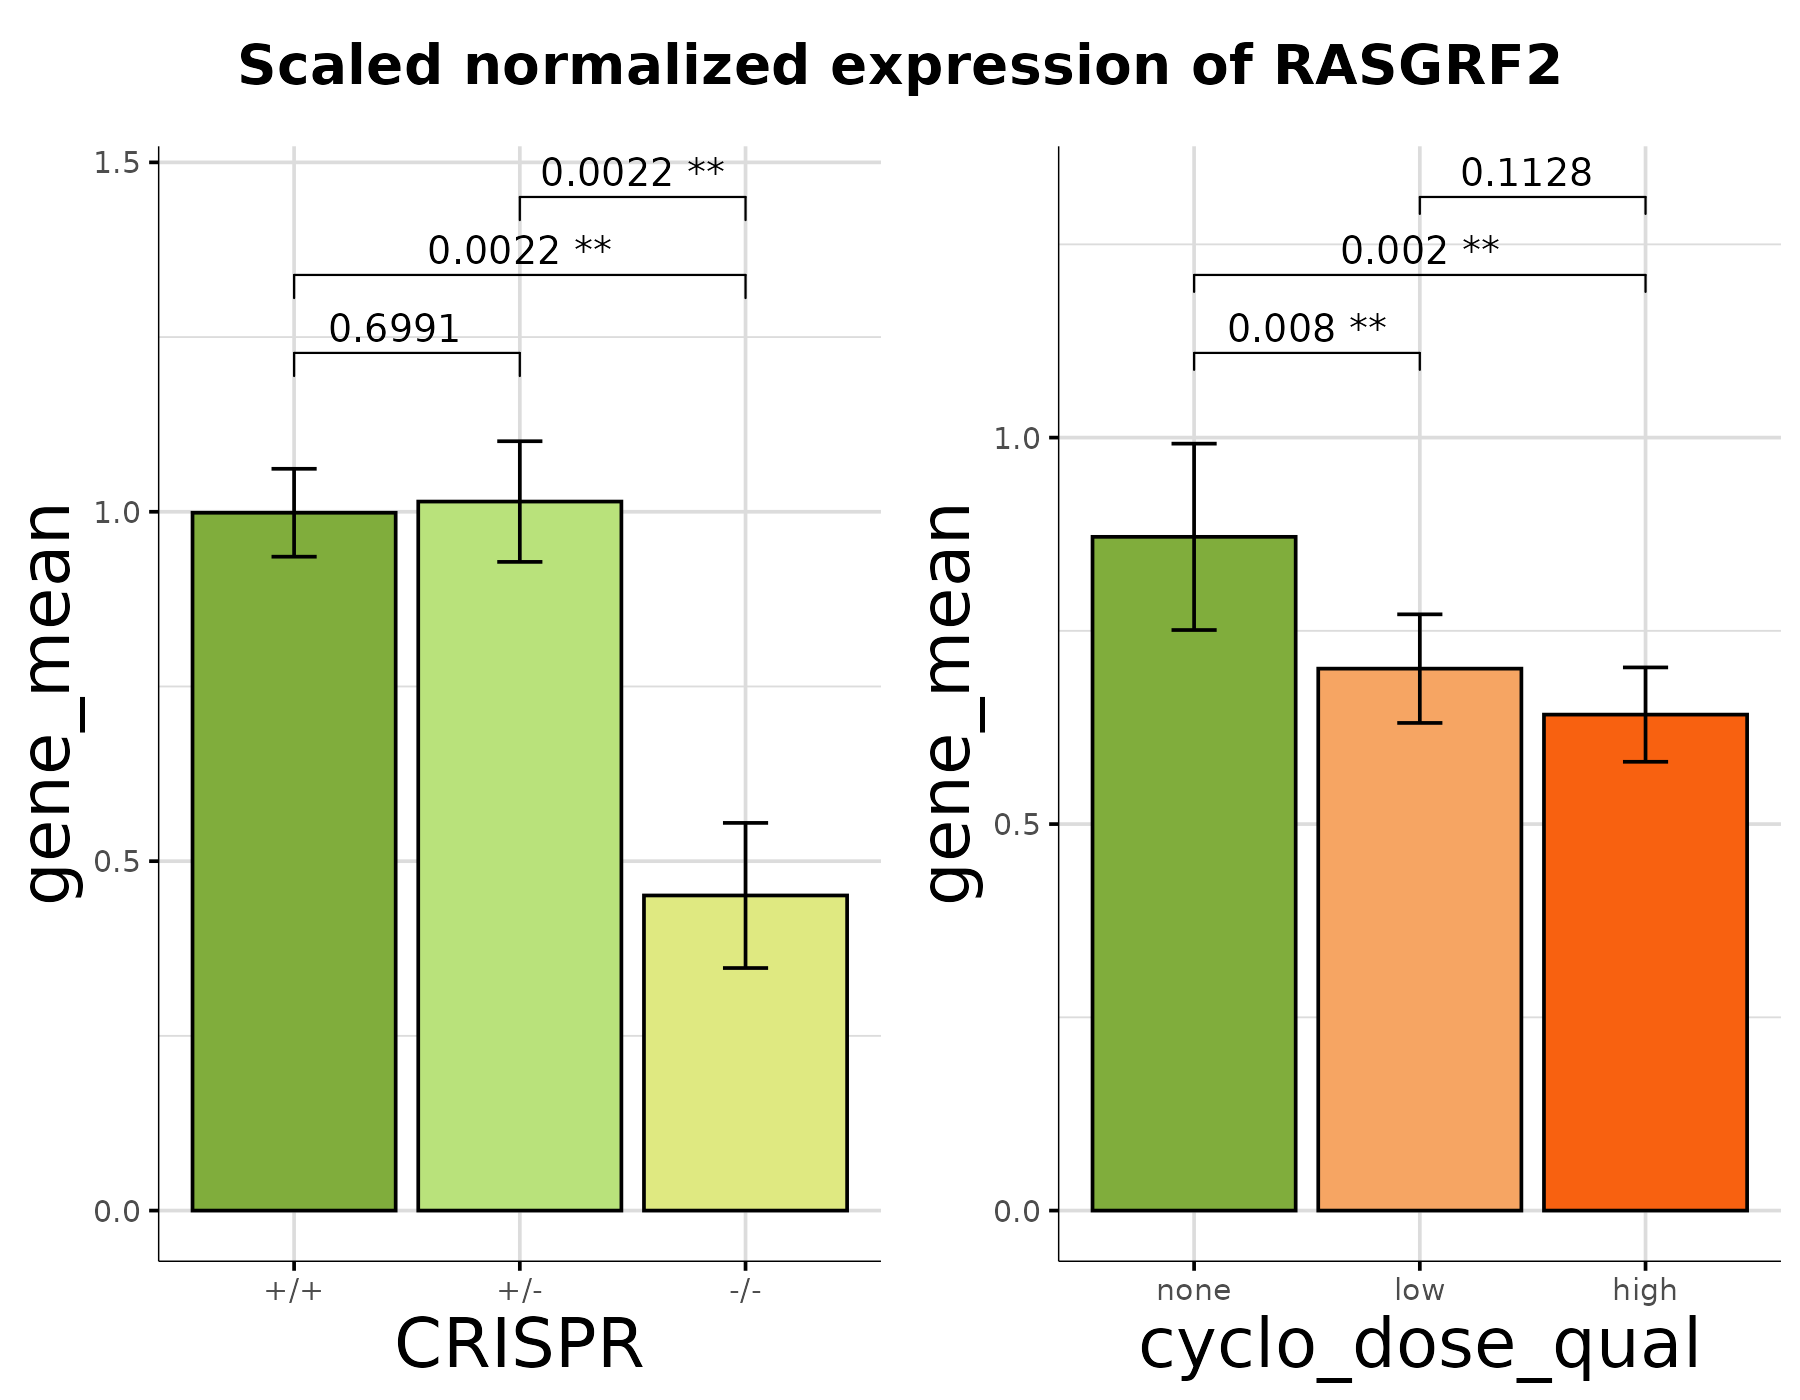 Scaled normalized expression of RASGRF2
gene_mean
1.5
1.0
0.5
0.0
0.0022 **
0.0022 **
0.6991
+/+
+/-
-/-
CRISPR
gene_mean
1.0
0.5
0.0
0.1128
0.002 **
0.008 **
none
low
high
cyclo_dose_qual